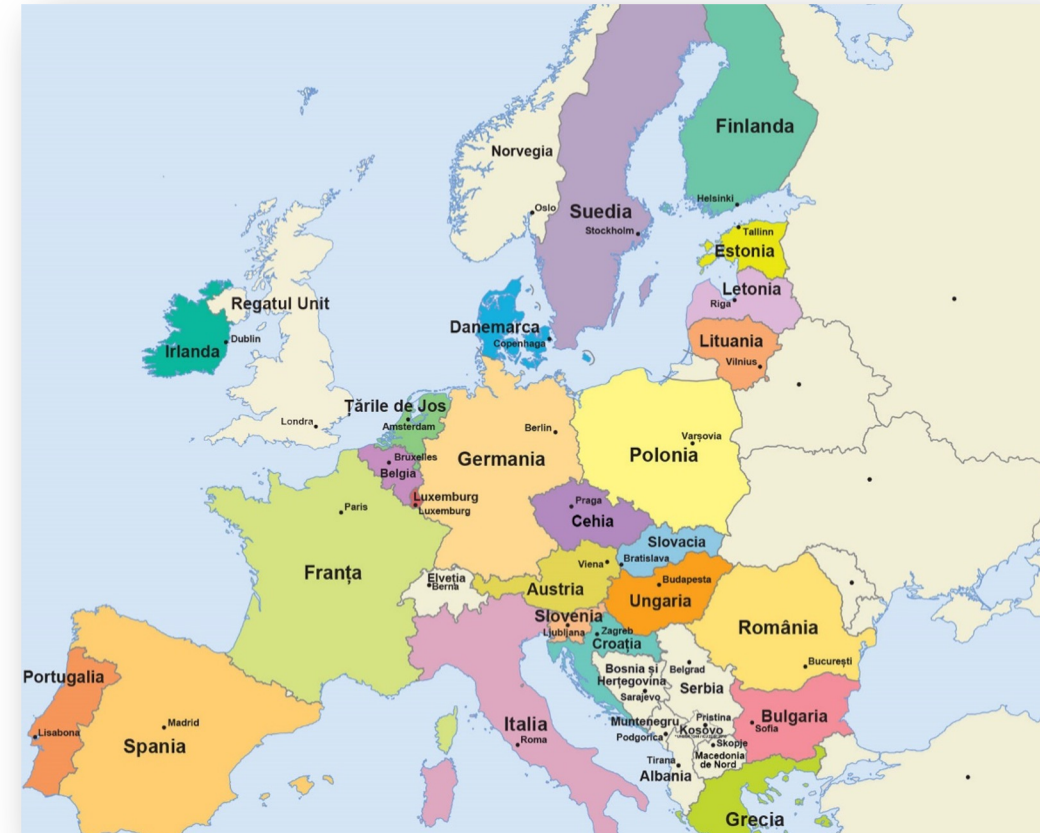 Finlanda
Norvegia
Helsinki
Oslo
Suedia
Stockholm
Tallinn
Estonia
Letonia
Riga
Regatul Unit
Danemarca
Copenhaga
Dublin
Irlanda
Lituania
Vilnius
Țările de Jos
Amsterdam
Londra
Berlin
Varșovia
Bruxelles
Belgia
Germania
Polonia
Luxemburg
Luxemburg
Paris
Praga
Cehia
Slovacia
Bratislava
Viena
Franța
Elveția
Berna
Austria
Budapesta
Ungaria
Slovenia
Ljubljana
Zagreb
Croația
România
București
Portugalia
Lisabona
Madrid
Spania
Bosnia și
Herțegovina
Sarajevo
Belgrad
Serbia
Italia
Roma
Muntenegru
Podgorica
Pristina
Kosovo
Bulgaria
Sofia
Skopje
Macedonia
de Nord
Tirana
Albania
Grecia